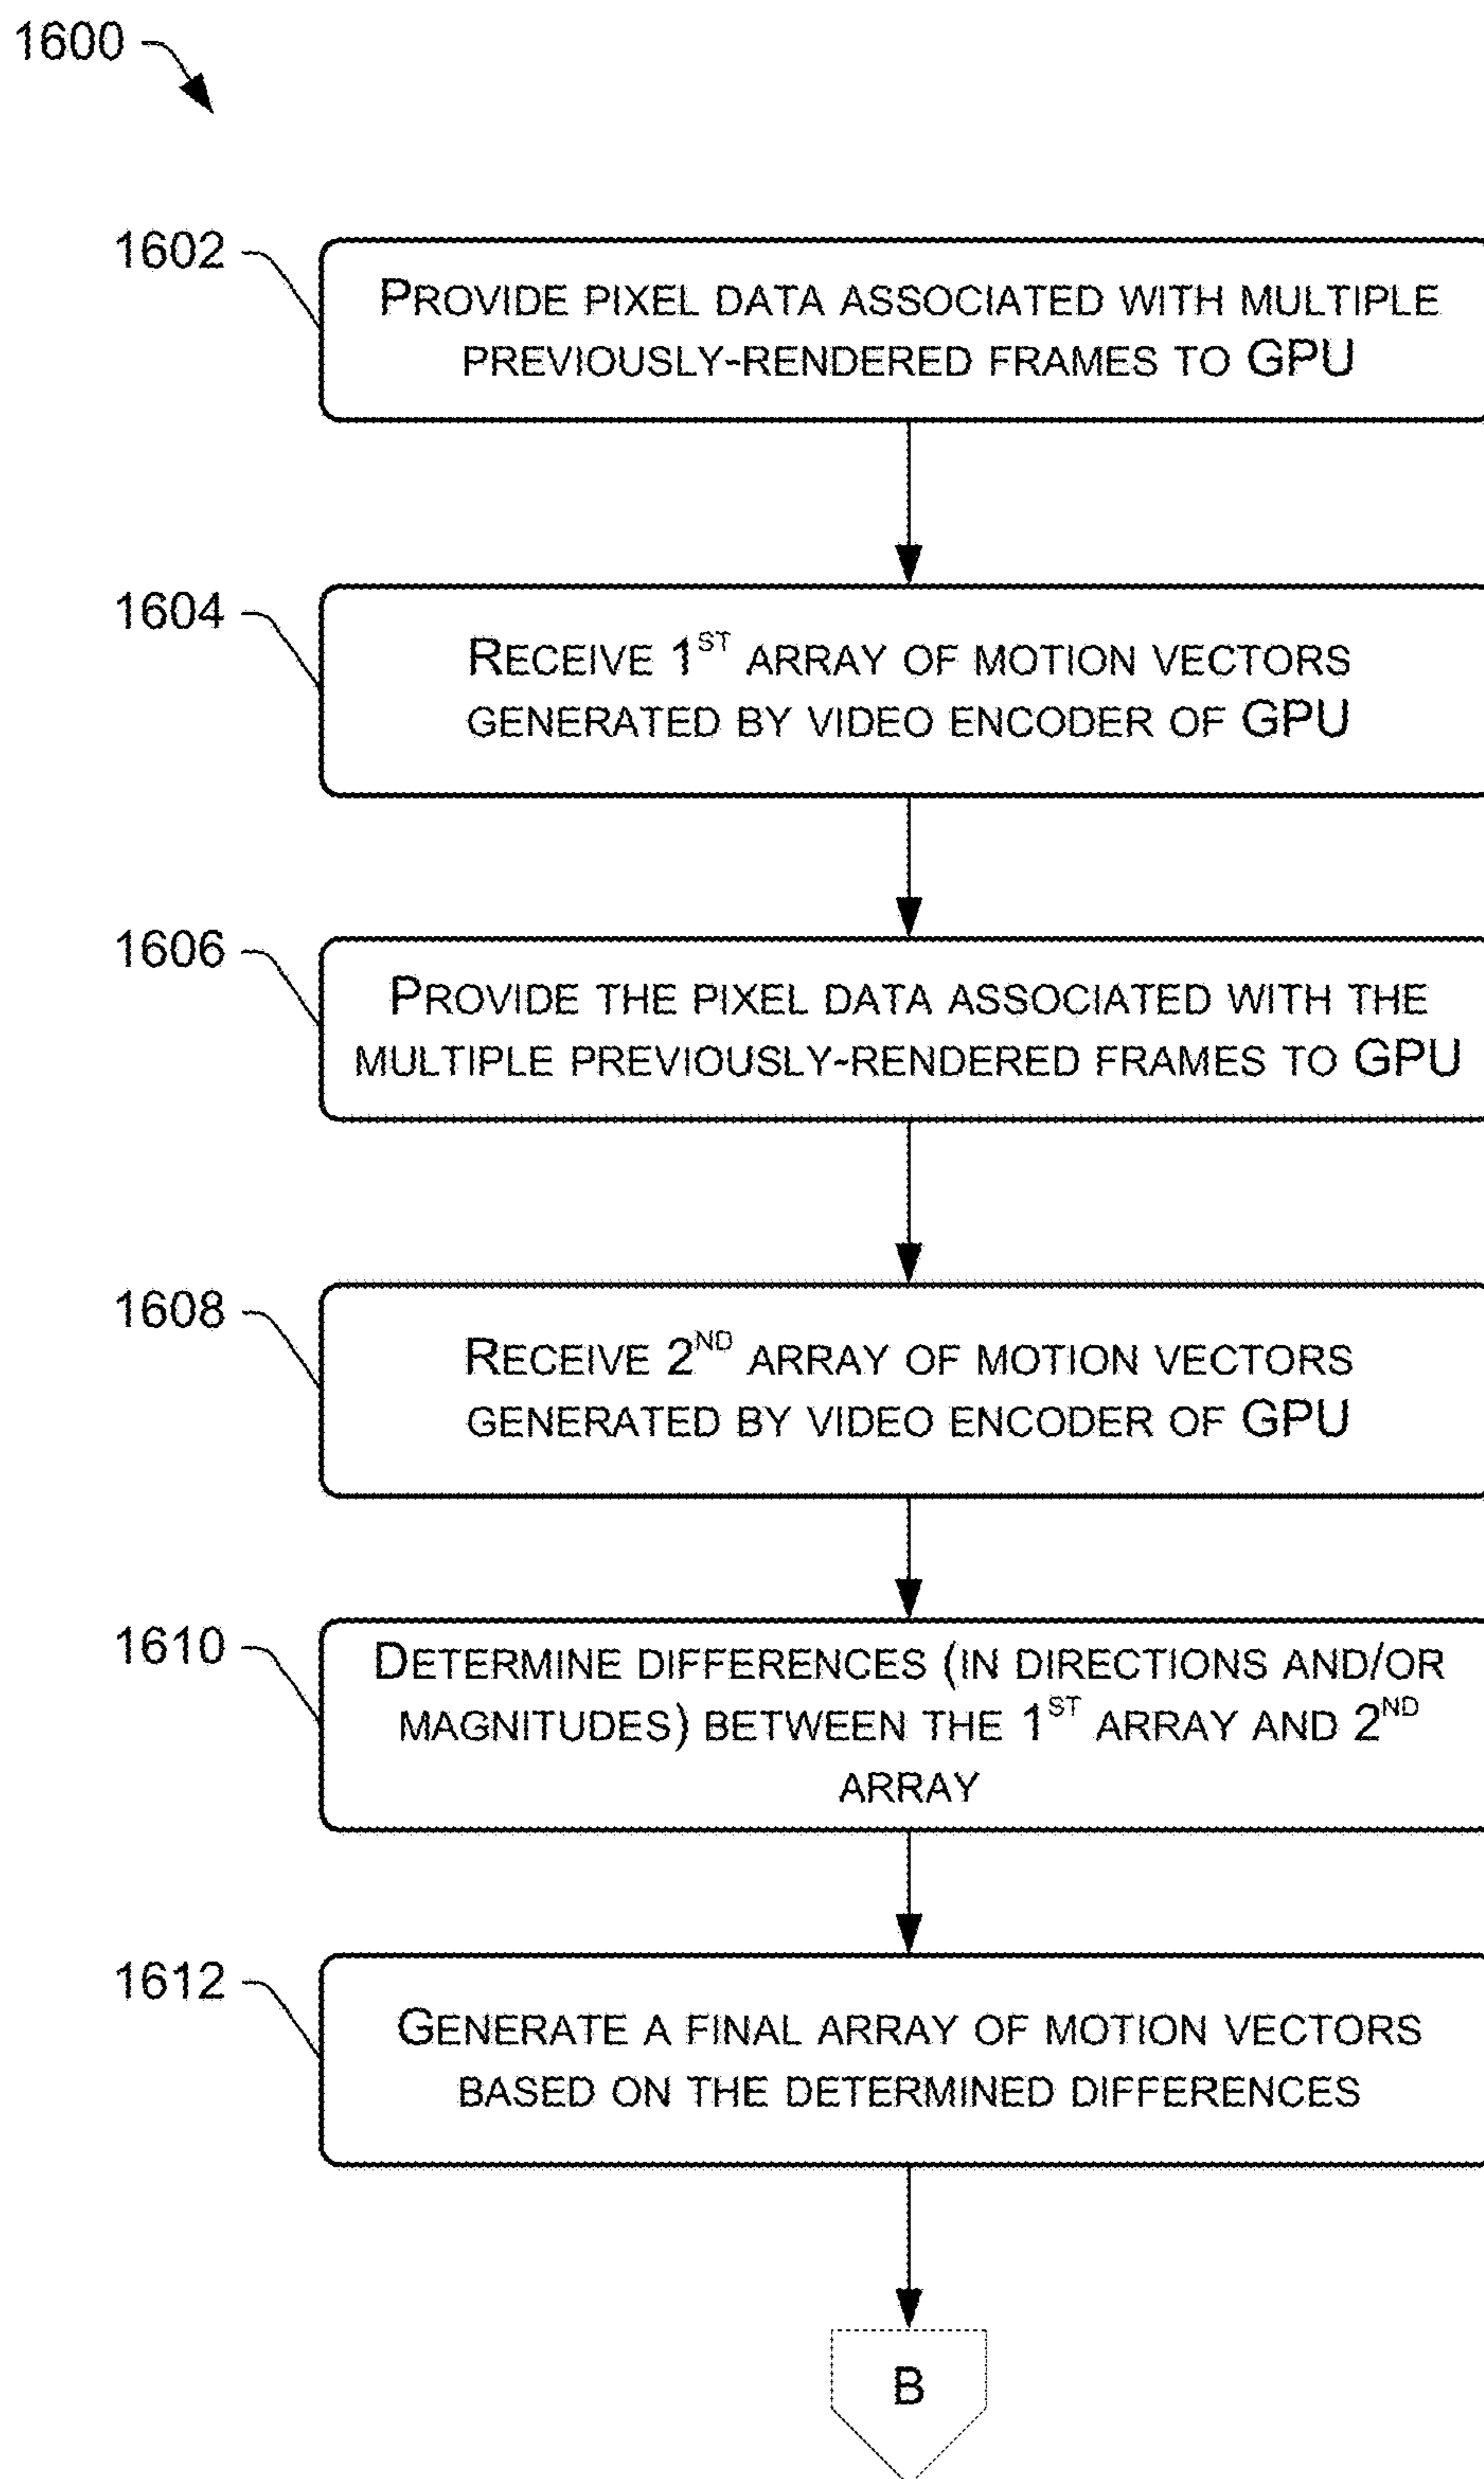 1600
1602
PROVIDE PIXEL DATA ASSOCIATED WITH MULTIPLE
PREVIOUSLY-RENDERED FRAMES TO GPU
1604
RECEIVE 1ST ARRAY OF MOTION VECTORS
GENERATED BY VIDEO ENCODER OF GPU
1606
PROVIDE THE PIXEL DATA ASSOCIATED WITH THE
MULTIPLE PREVIOUSLY-RENDERED FRAMES TO GPU
1608
RECEIVE 2ND ARRAY OF MOTION VECTORS
GENERATED BY VIDEO ENCODER OF GPU
1610
DETERMINE DIFFERENCES (IN DIRECTIONS AND/OR
MAGNITUDES) BETWEEN THE 1ST ARRAY AND 2ND
ARRAY
1612
GENERATE A FINAL ARRAY OF MOTION VECTORS
BASED ON THE DETERMINED DIFFERENCES
B